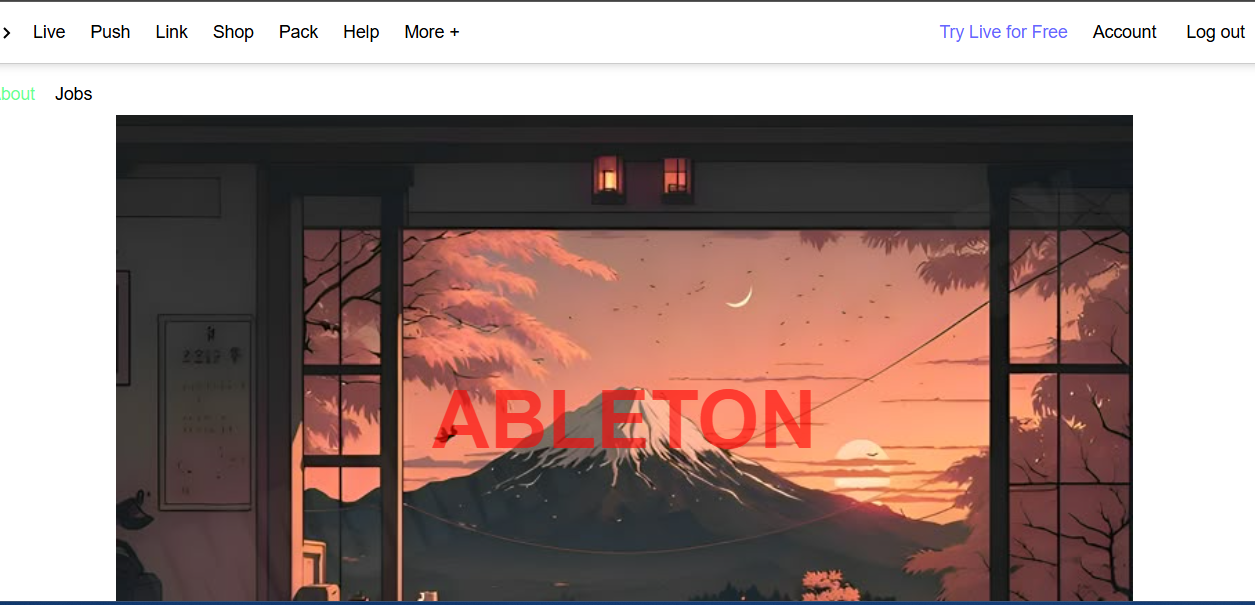 Live Push Link Shop Pack Help More + Try Live for Free Account Log out
bout Jobs
ABLETON